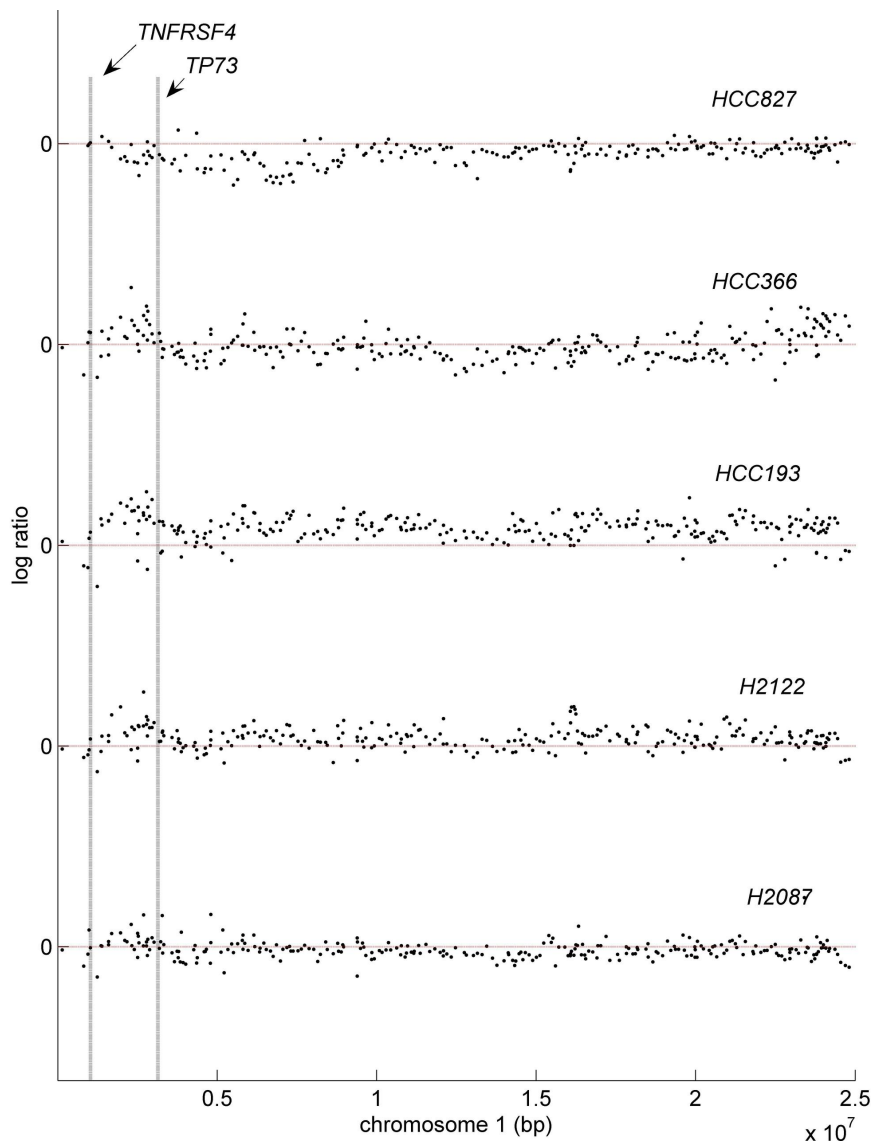 TNFRSF4
TP73
HCC827
0
HCC366
0
HCC193
0
log ratio
H2122
0
H2087
0
0.5 1 1.5 2 2.5
chromosome 1 (bp)
x 10^7